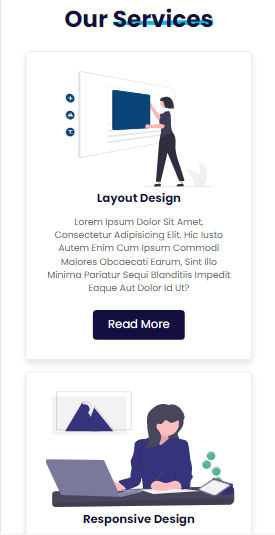 Our Services
Layout Design
Lorem Ipsum Dolor Sit Amet,
Consectetur Adipisicing Elit. Hic Iusto
Autem Enim Cum Ipsum Commodi
Maiores Obcaecati Earum, Sint Illo
Minima Pariatur Sequi Blanditiis Impedit
Eaque Aut Dolor Id Ut?
Read More
Responsive Design